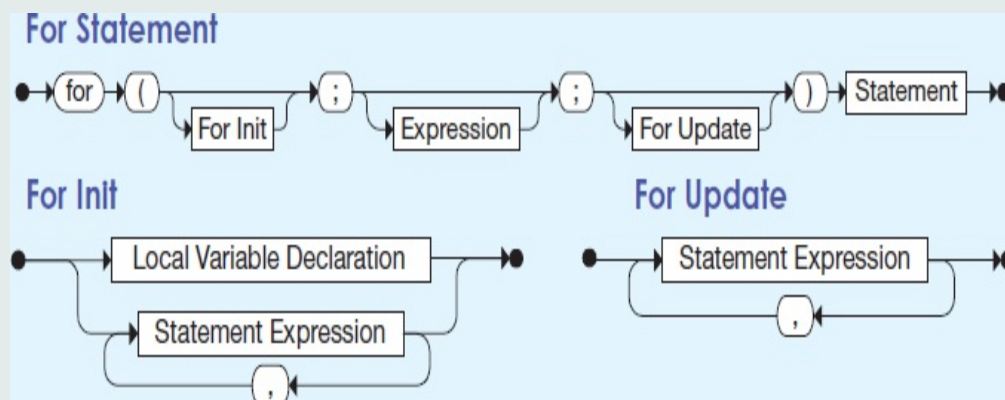 For Statement
for ( ; ; ) Statement
For Init Expression For Update
For Init For Update
Local Variable Declaration Statement Expression
,
Statement Expression
,